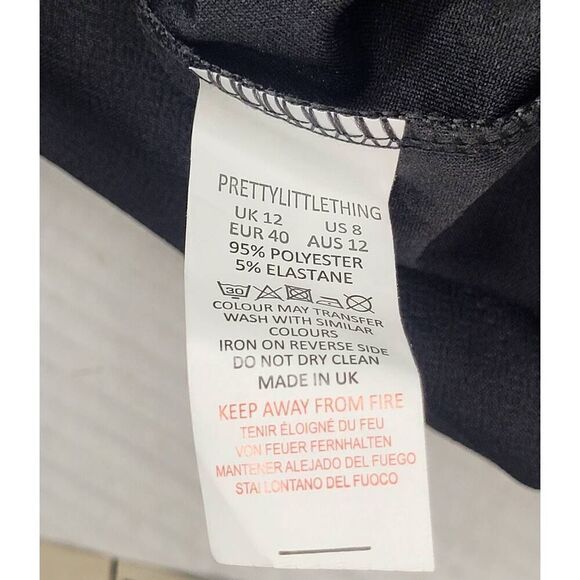 PRETTYLITTLETHING
UK 12 US 8
EUR 40 AUS 12
95% POLYESTER
5% ELASTANE
30
COLOUR MAY TRANSFER
WASH WITH SIMILAR
COLOURS
IRON ON REVERSE SIDE
DO NOT DRY CLEAN
MADE IN UK
KEEP AWAY FROM FIRE
TENIR ÉLOIGNÉ DU FEU
VON FEUER FERNHALTEN
MANTENER ALEJADO DEL FUEGO
STAI LONTANO DEL FUOCO